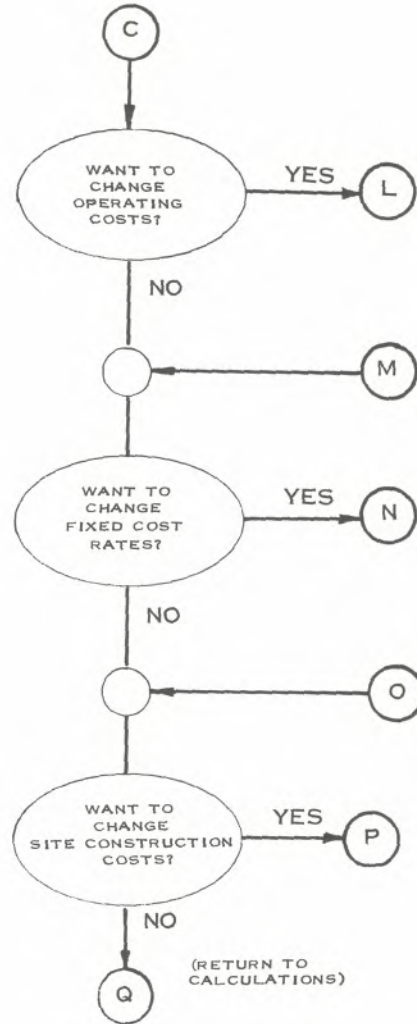 C
WANT TO
CHANGE
OPERATING
COSTS?
YES
L
NO
M
WANT TO
CHANGE
FIXED COST
RATES?
YES
N
NO
O
WANT TO
CHANGE
SITE CONSTRUCTION
COSTS?
YES
P
NO
(RETURN TO
CALCULATIONS)
Q